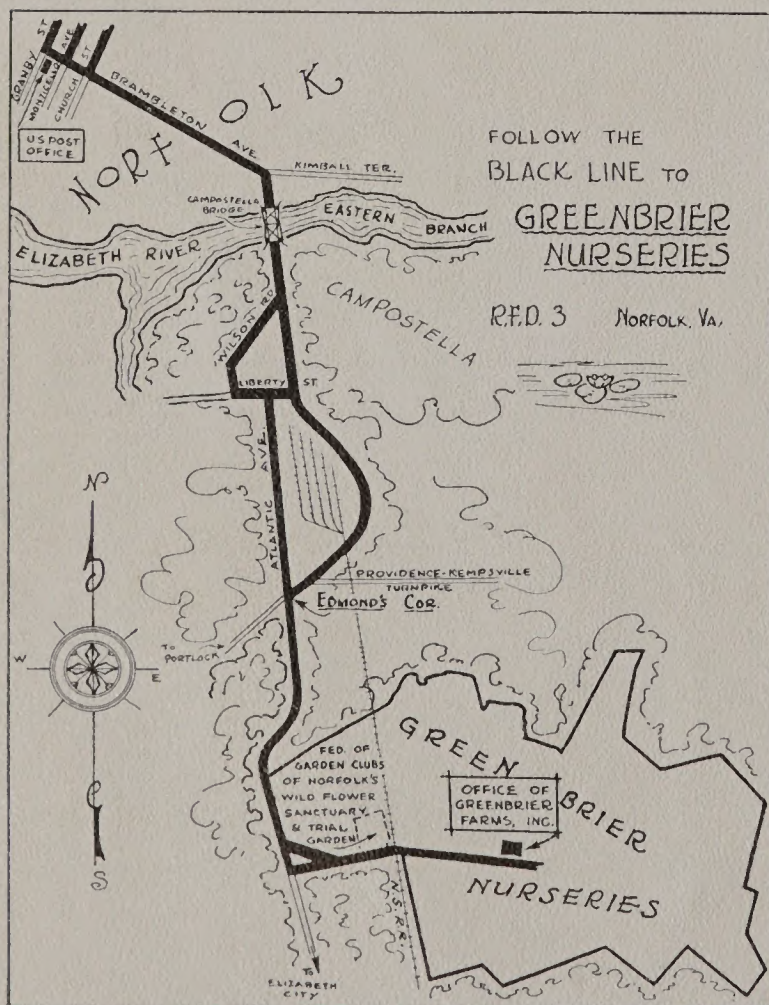 GRANBY ST
MONTICELLO AVE
CHURCH ST
U S POST
OFFICE
BRAMBLETON AVE.
NORFOLK
KIMBALL TER.
CAMPOSTELLA
BRIDGE
ELIZABETH RIVER
EASTERN BRANCH
FOLLOW THE
BLACK LINE TO
GREENBRIER
NURSERIES
R.F.D. 3 NORFOLK, VA.
CAMPOSTELLA
WILSON RD.
LIBERTY ST.
ATLANTIC AVE.
PROVIDENCE-KEMPSVILLE
TURNPIKE
EDMOND'S COR.
TO
PORTLOCK
N
W
E
S
FED. OF
GARDEN CLUBS
OF NORFOLK'S
WILD FLOWER
SANCTUARY
& TRIAL
GARDEN
GREEN BRIER
NURSERIES
OFFICE OF
GREENBRIER
FARMS, INC.
N.S.R.R.
TO
ELIZABETH
CITY